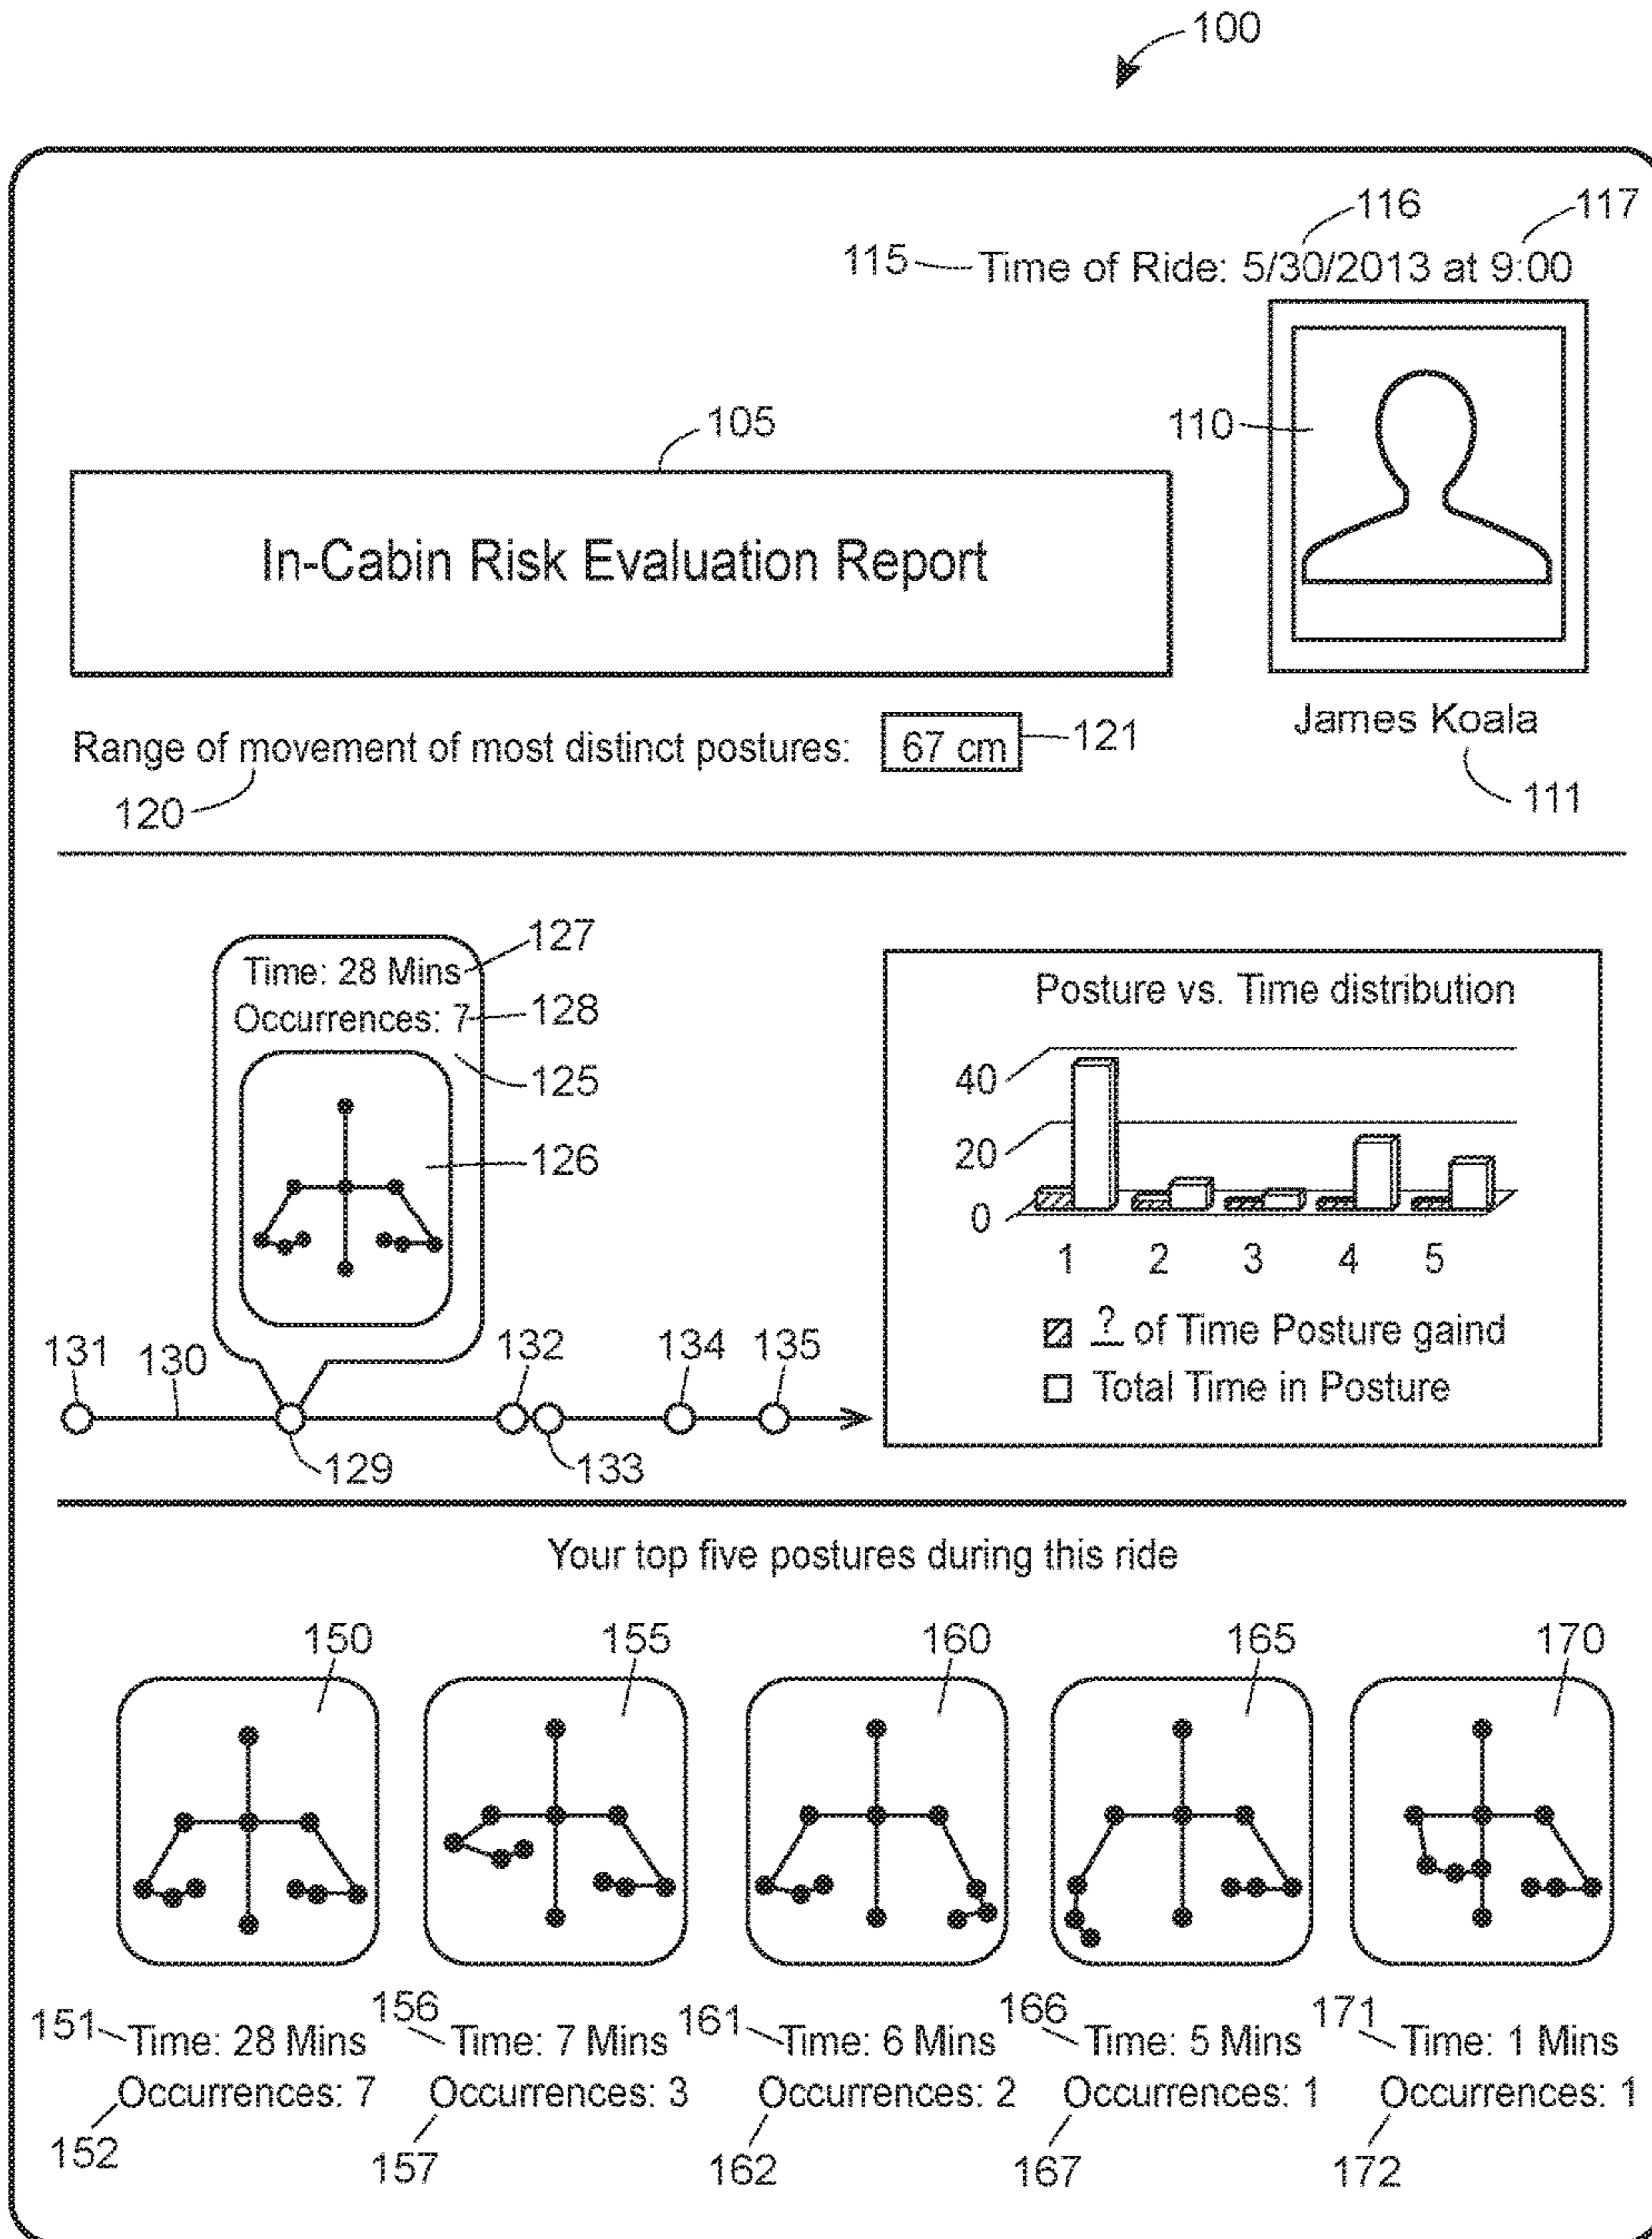 100
116 117
115 Time of Ride: 5/30/2013 at 9:00
105
110
In-Cabin Risk Evaluation Report
James Koala
111
Range of movement of most distinct postures: 67 cm 121
120
127
Time: 28 Mins
Occurrences: 7 128
125
126
131 130 132 134 135
129 133
Posture vs. Time distribution
40
20
0
1 2 3 4 5
? of Time Posture gaind
Total Time in Posture
Your top five postures during this ride
150 155 160 165 170
151 156 161 166 171
Time: 28 Mins Time: 7 Mins Time: 6 Mins Time: 5 Mins Time: 1 Mins
Occurrences: 7 Occurrences: 3 Occurrences: 2 Occurrences: 1 Occurrences: 1
152 157 162 167 172